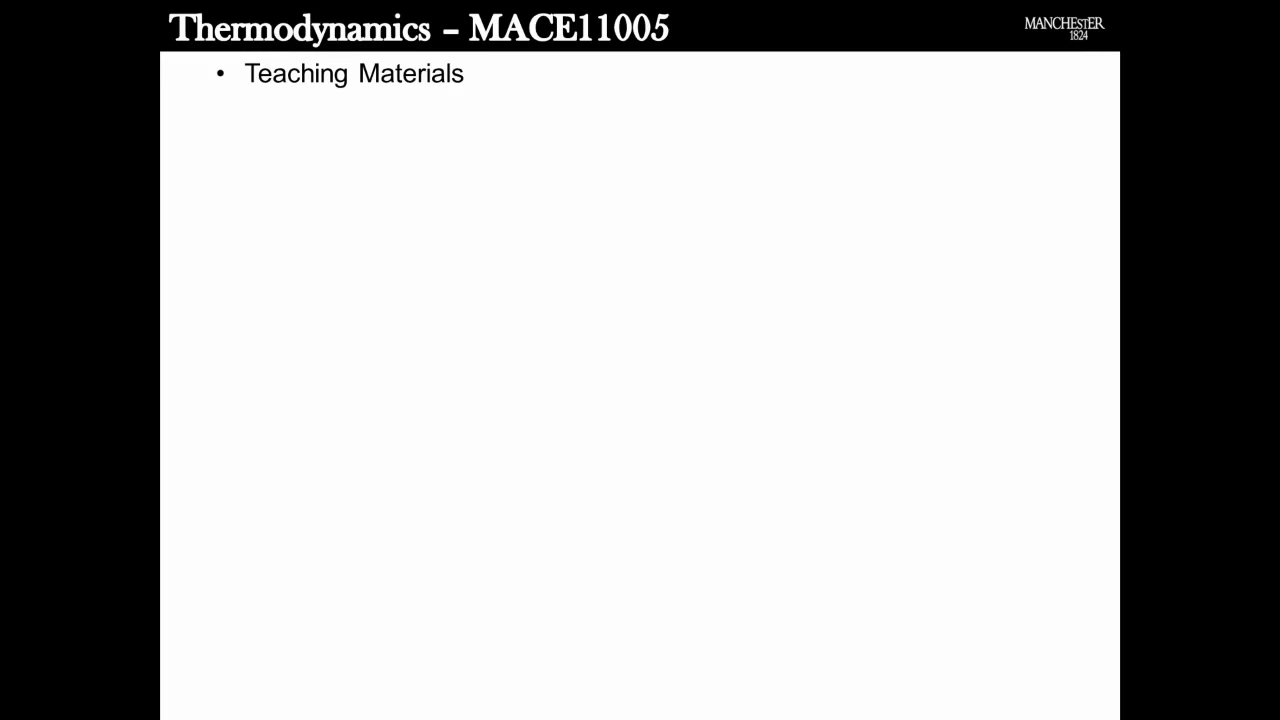 Thermodynamics – MACE11005
MANCHESTER
1824
• Teaching Materials